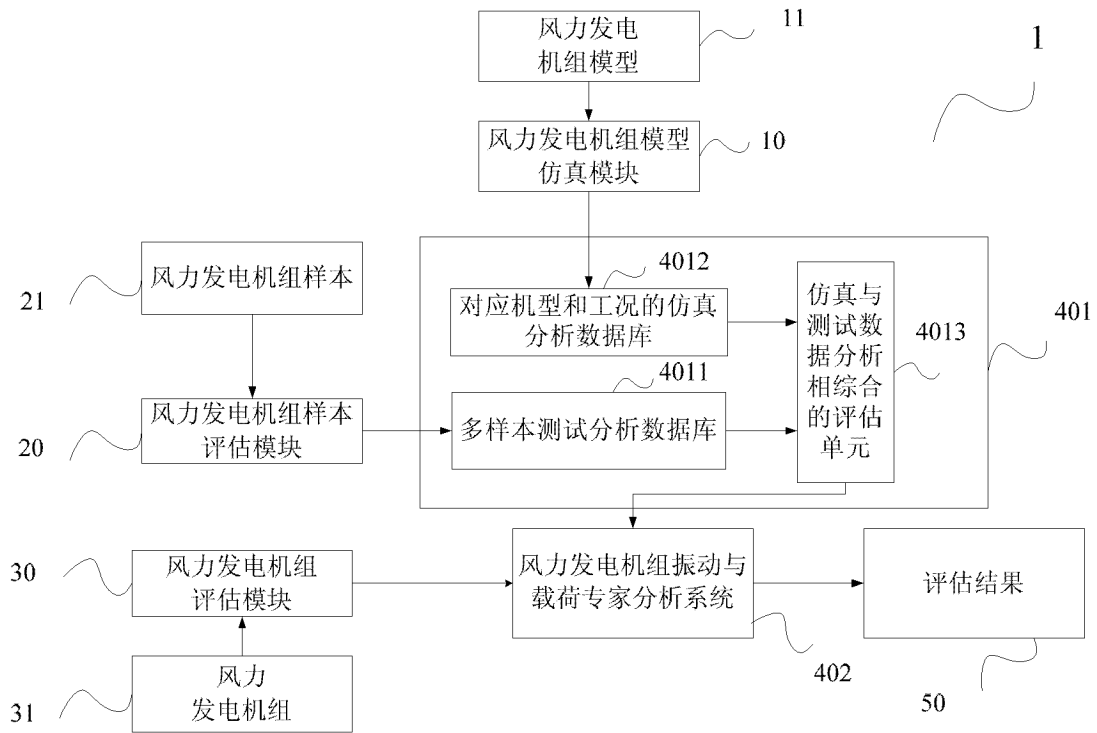 风力发电
机组模型
11
1
风力发电机组模型
仿真模块
10
风力发电机组样本
21
4012
对应机型和工况的仿真
分析数据库
仿真与
测试数
据分析
相综合
的评估
单元
4013
401
4011
多样本测试分析数据库
风力发电机组样本
评估模块
20
30
风力发电机组
评估模块
风力发电机组振动与
载荷专家分析系统
评估结果
402
50
风力
发电机组
31